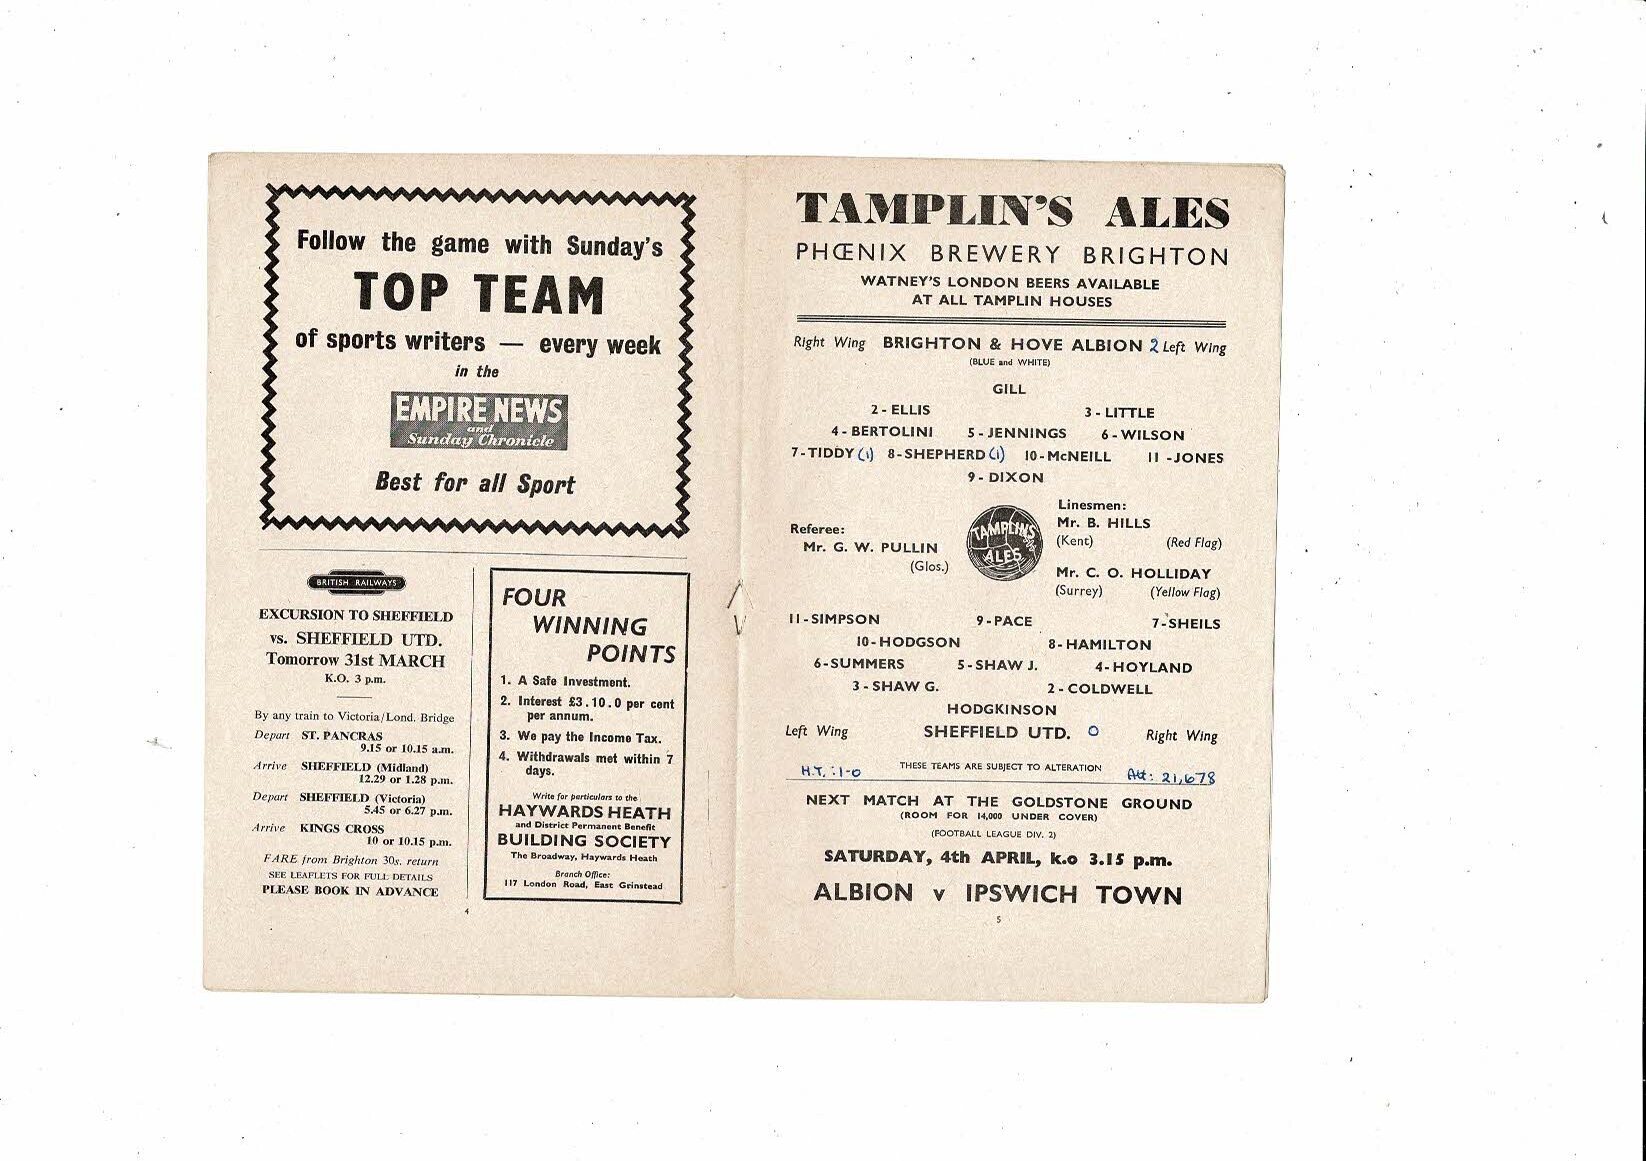 Follow the game with Sunday's
TOP TEAM
of sports writers — every week
in the
EMPIRE NEWS
and
Sunday Chronicle
Best for all Sport
BRITISH RAILWAYS
EXCURSION TO SHEFFIELD
vs. SHEFFIELD UTD.
Tomorrow 31st MARCH
K.O. 3 p.m.
By any train to Victoria/Lond. Bridge
Depart ST. PANCRAS
9.15 or 10.15 a.m.
Arrive SHEFFIELD (Midland)
12.29 or 1.28 p.m.
Depart SHEFFIELD (Victoria)
5.45 or 6.27 p.m.
Arrive KINGS CROSS
10 or 10.15 p.m.
FARE from Brighton 30s. return
SEE LEAFLETS FOR FULL DETAILS
PLEASE BOOK IN ADVANCE
FOUR
WINNING
POINTS
1. A Safe Investment.
2. Interest £3.10.0 per cent
per annum.
3. We pay the Income Tax.
4. Withdrawals met within 7
days.
Write for particulars to the
HAYWARDS HEATH
and District Permanent Benefit
BUILDING SOCIETY
The Broadway, Haywards Heath
Branch Office:
117 London Road, East Grinstead
4
TAMPLIN'S ALES
PHŒNIX BREWERY BRIGHTON
WATNEY'S LONDON BEERS AVAILABLE
AT ALL TAMPLIN HOUSES
Right Wing BRIGHTON & HOVE ALBION 2 Left Wing
(BLUE and WHITE)
GILL
2 - ELLIS 3 - LITTLE
4 - BERTOLINI 5 - JENNINGS 6 - WILSON
7 - TIDDY (1) 8 - SHEPHERD (1) 10 - McNEILL 11 - JONES
9 - DIXON
Referee:
Mr. G. W. PULLIN
(Glos.)
TAMPLINS
ALES
Linesmen:
Mr. B. HILLS
(Kent) (Red Flag)
Mr. C. O. HOLLIDAY
(Surrey) (Yellow Flag)
11 - SIMPSON 9 - PACE 7 - SHEILS
10 - HODGSON 8 - HAMILTON
6 - SUMMERS 5 - SHAW J. 4 - HOYLAND
3 - SHAW G. 2 - COLDWELL
HODGKINSON
Left Wing SHEFFIELD UTD. 0 Right Wing
H.T. : 1-0 THESE TEAMS ARE SUBJECT TO ALTERATION Att: 21,678
NEXT MATCH AT THE GOLDSTONE GROUND
(ROOM FOR 14,000 UNDER COVER)
(FOOTBALL LEAGUE DIV. 2)
SATURDAY, 4th APRIL, k.o 3.15 p.m.
ALBION v IPSWICH TOWN
5